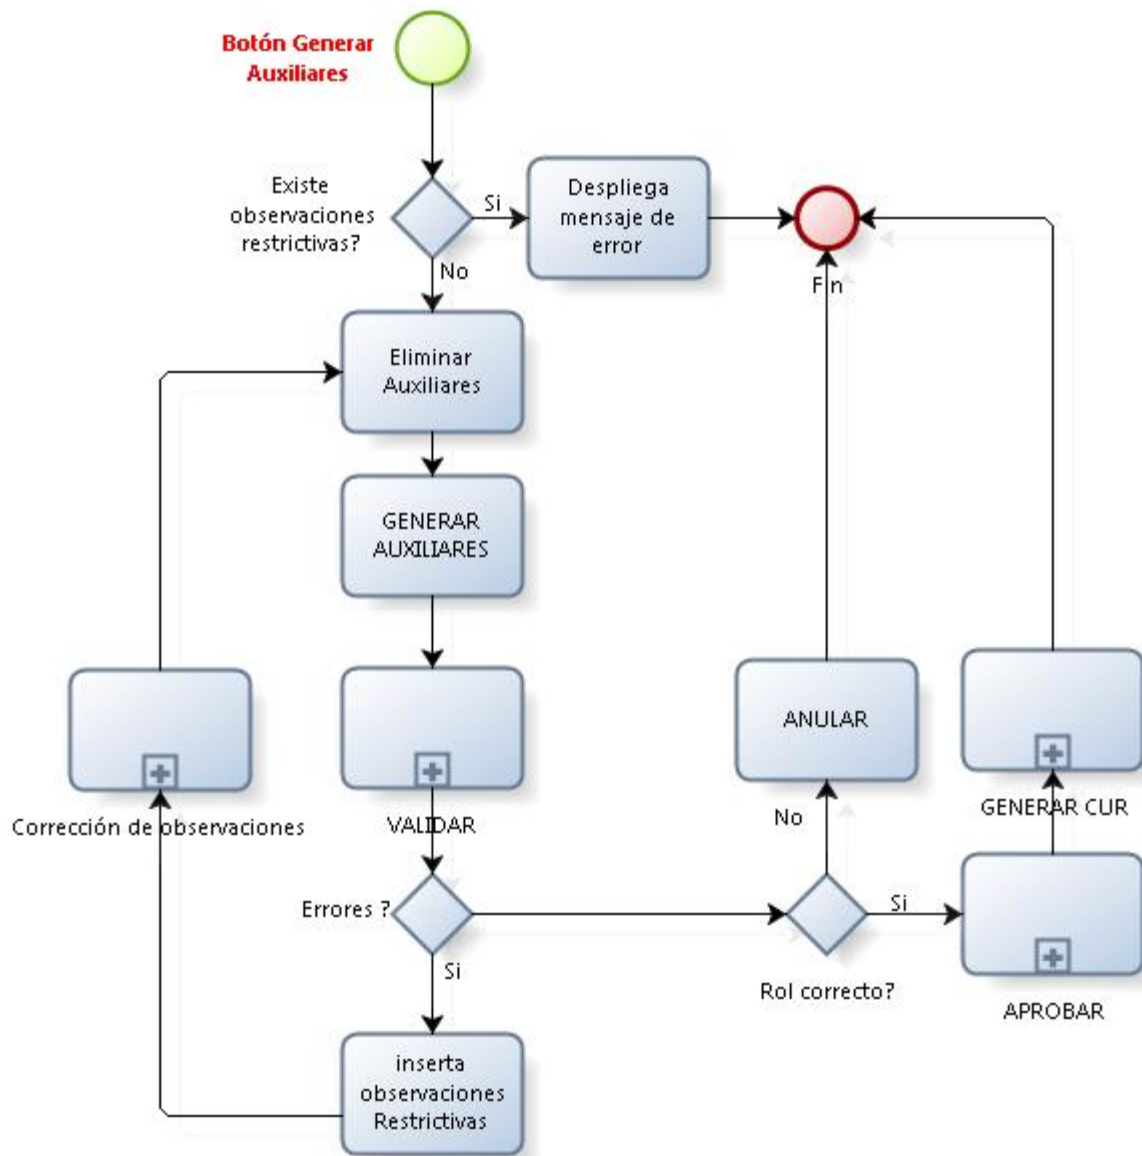 Botón Generar
Auxiliares
Existe
observaciones
restrictivas?
Si
Despliega
mensaje de
error
No
Fin
Eliminar
Auxiliares
GENERAR
AUXILIARES
ANULAR
Corrección de observaciones
VALIDAR
No
GENERAR CUR
Errores ?
Si
Rol correcto?
APROBAR
Si
inserta
observaciones
Restrictivas